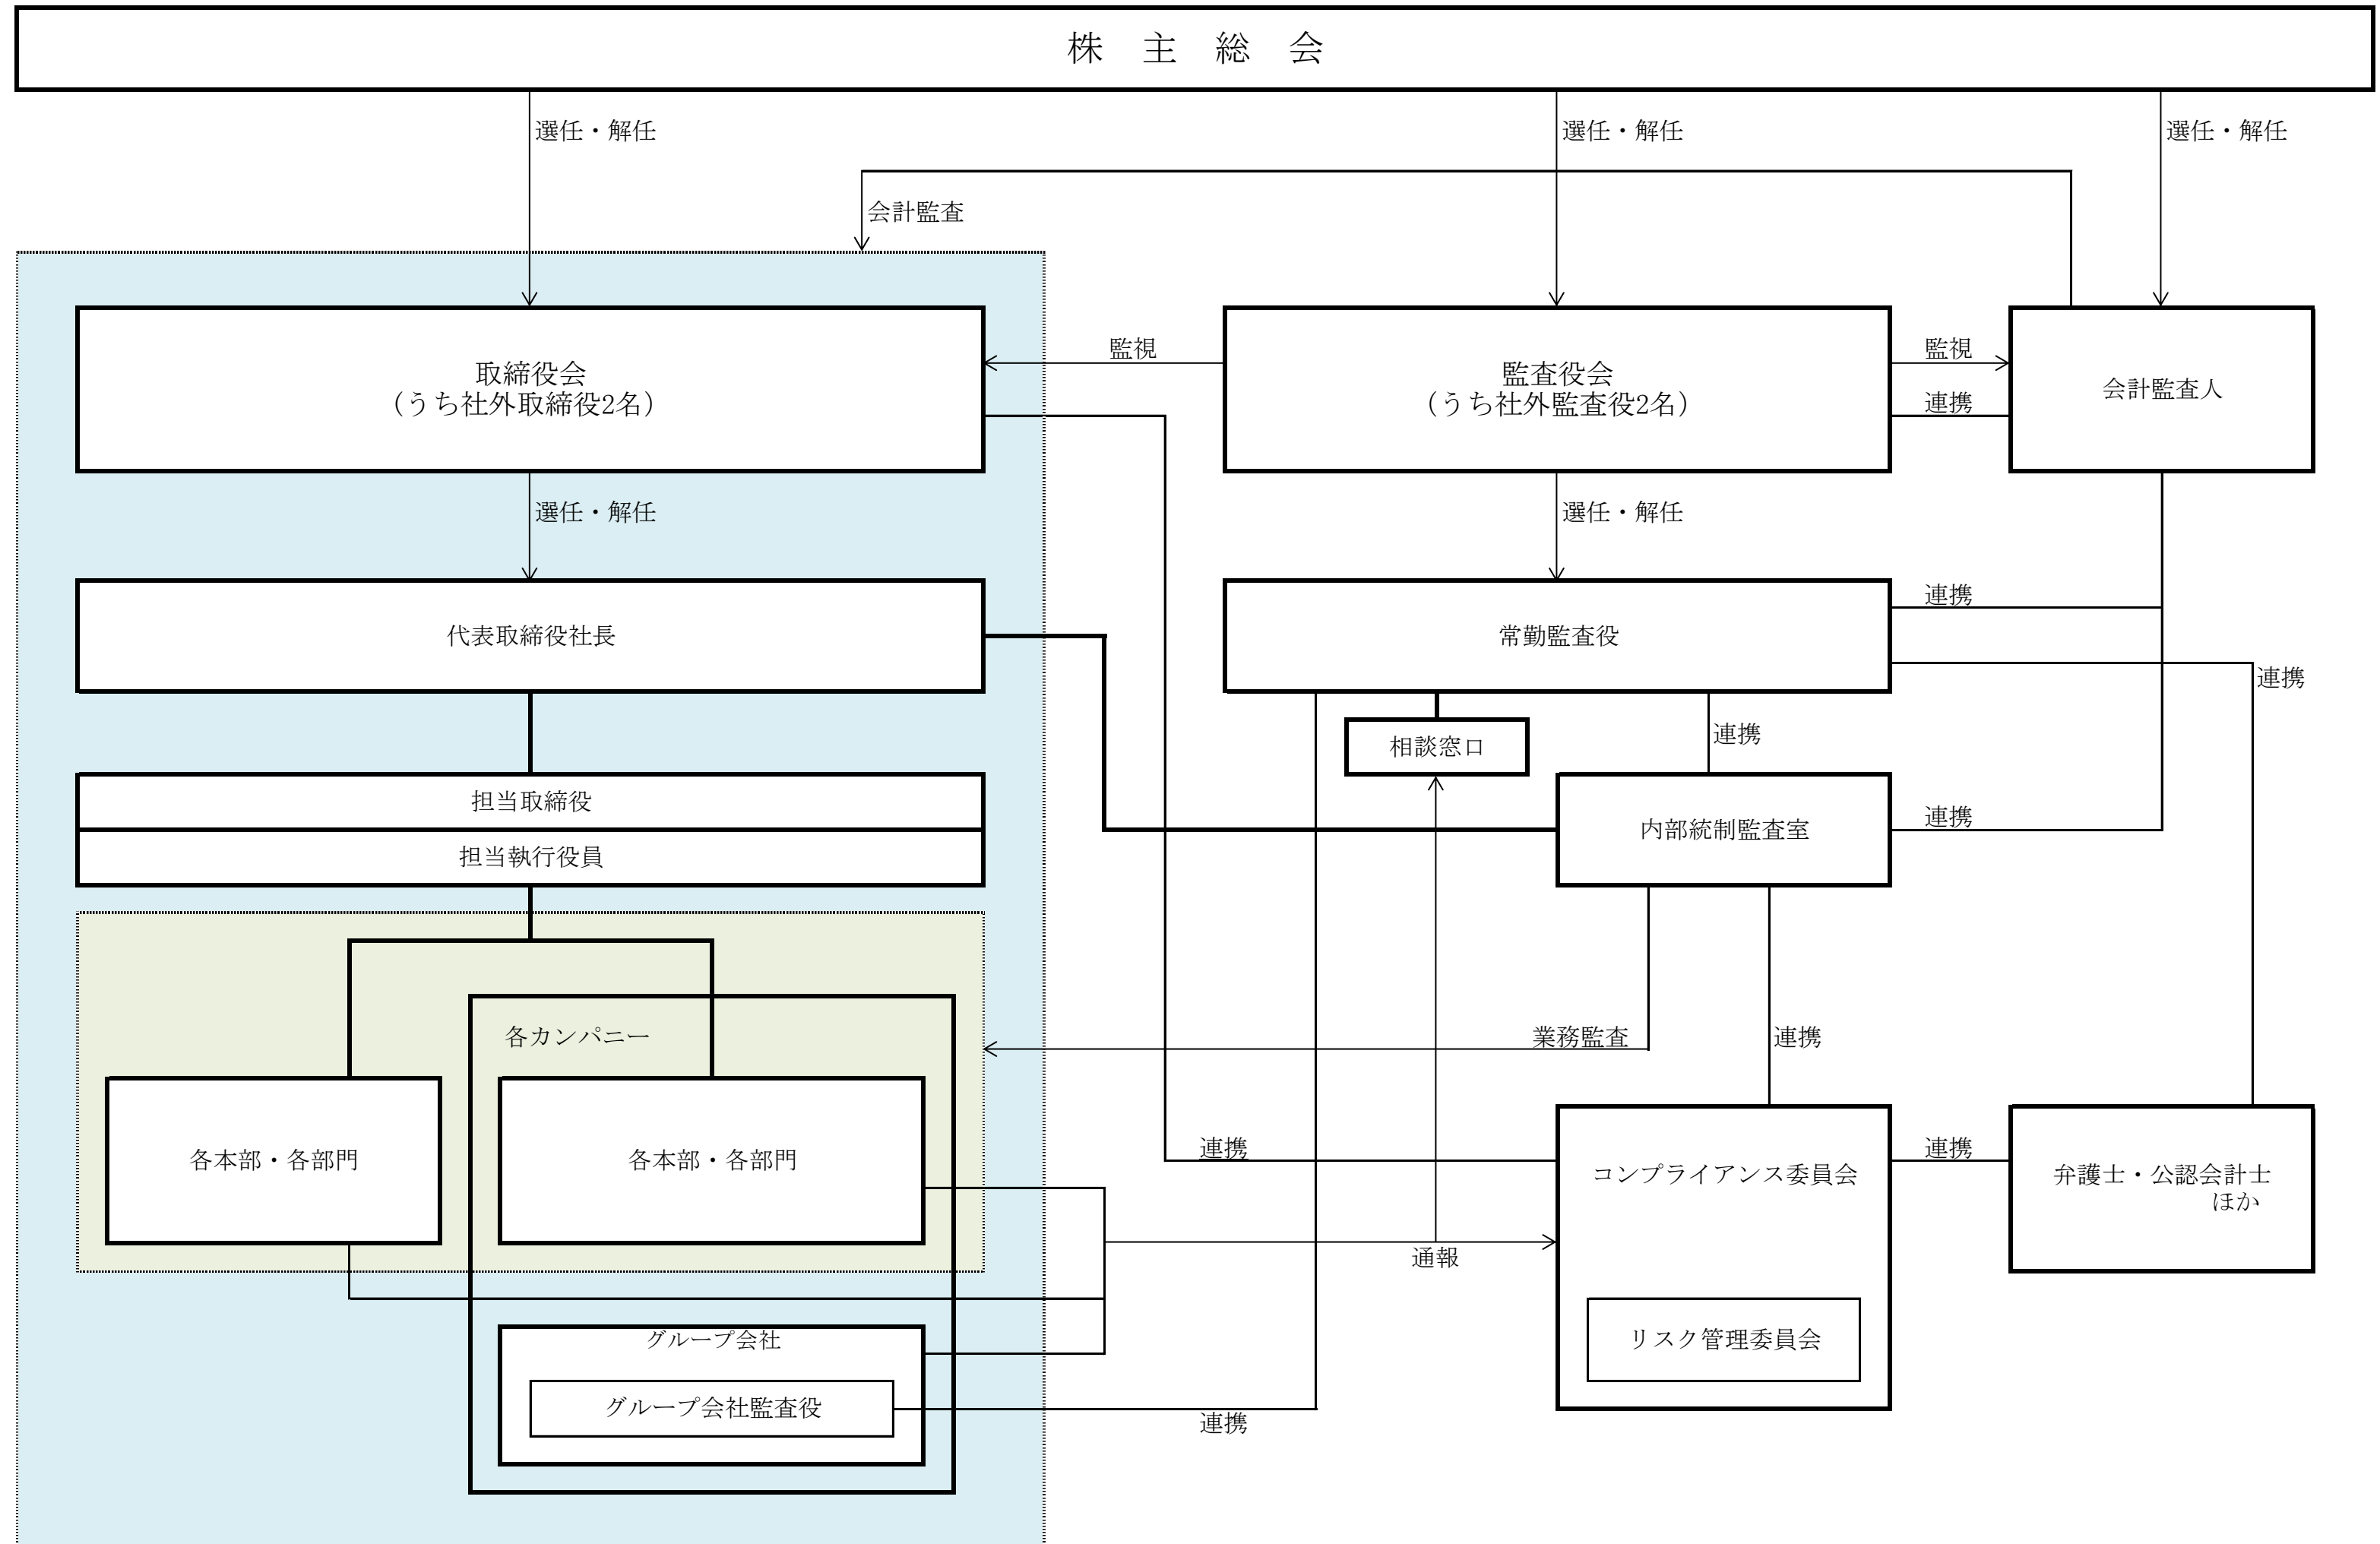 株　主　総　会
選任・解任
選任・解任
選任・解任
会計監査
取締役会
（うち社外取締役2名）
監視
監査役会
（うち社外監査役2名）
監視
連携
会計監査人
選任・解任
選任・解任
代表取締役社長
常勤監査役
連携
連携
相談窓口
連携
担当取締役
担当執行役員
内部統制監査室
連携
各カンパニー
業務監査
連携
各本部・各部門
各本部・各部門
連携
コンプライアンス委員会
連携
弁護士・公認会計士
ほか
通報
グループ会社
リスク管理委員会
グループ会社監査役
連携